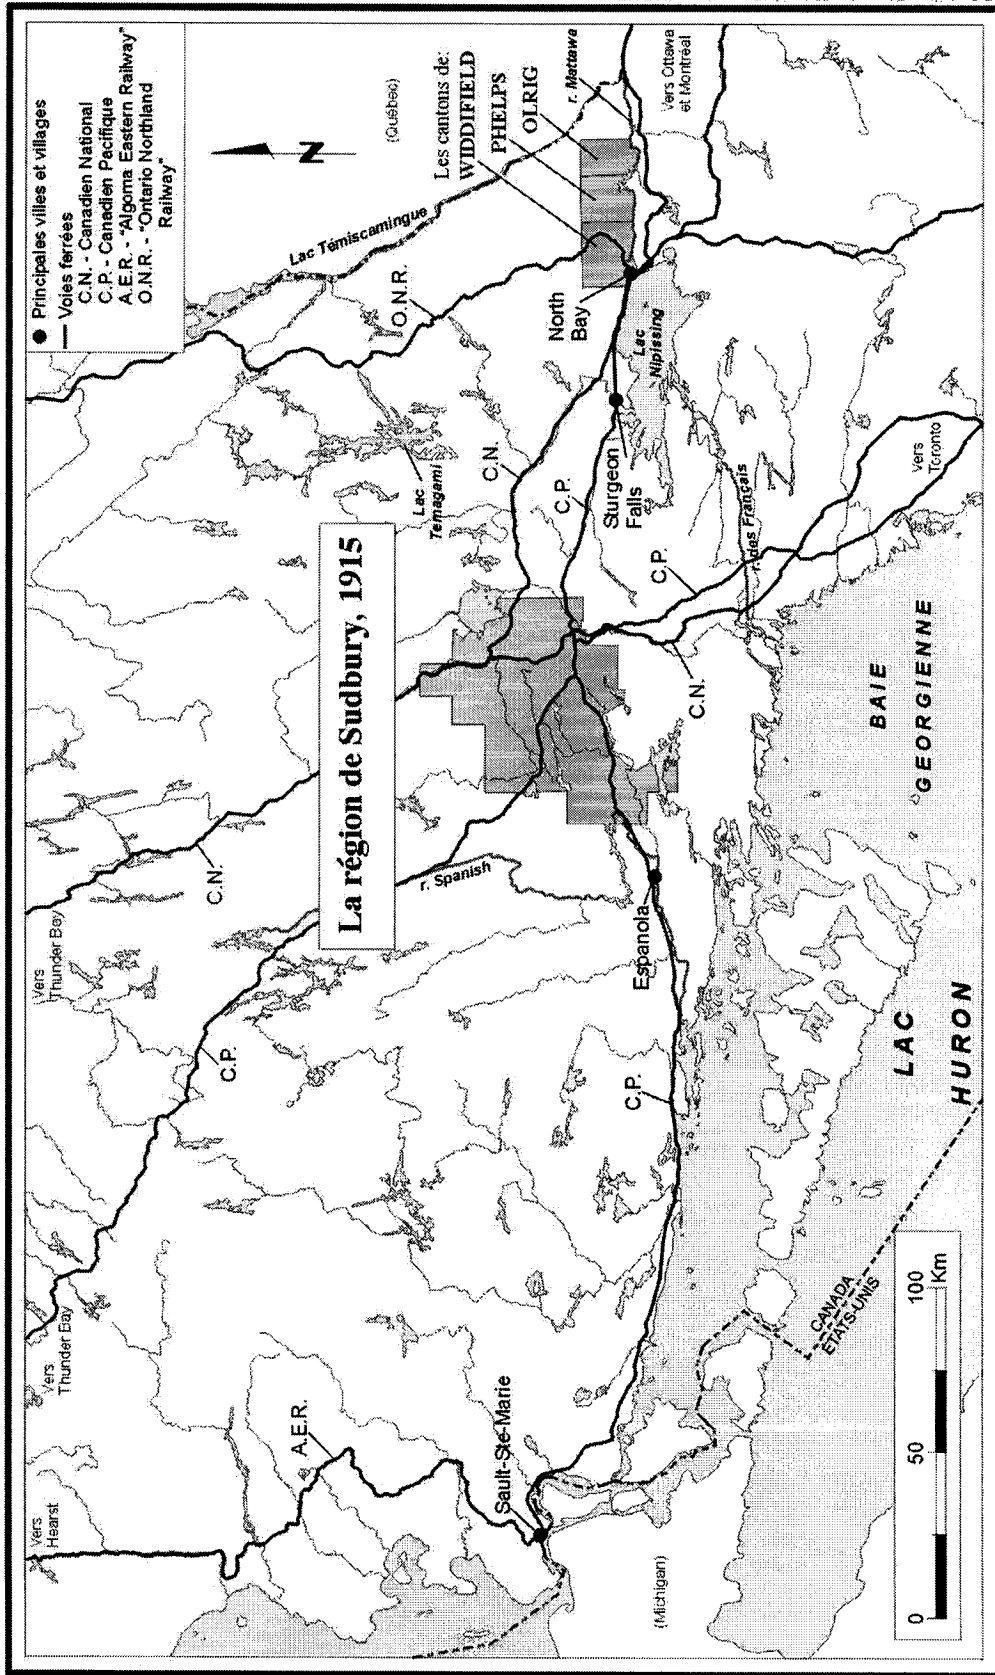 La région de Sudbury, 1915
Principales villes et villages
Voies ferrées
C.N. - Canadien National
C.P. - Canadien Pacifique
A.E.R. - "Algoma Eastern Railway"
O.N.R. - "Ontario Northland
Railway"
N
(Québec)
Les cantons de:
WIDDIFIELD
PHELPS
OLRIG
r. Mattawa
Vers Ottawa
et Montréal
Lac Témiscamingue
O.N.R.
North
Bay
Lac
Nipissing
Lac
Temagami
C.N.
C.P.
Sturgeon
Falls
r. des Français
Vers
Toronto
C.P.
C.N.
BAIE
GEORGIENNE
Vers
Thunder Bay
C.N.
r. Spanish
Espanola
C.P.
C.P.
LAC
HURON
Vers
Thunder Bay
Vers
Hearst
A.E.R.
Sault-Ste-Marie
(Michigan)
CANADA
ÉTATS-UNIS
0
50
100
Km